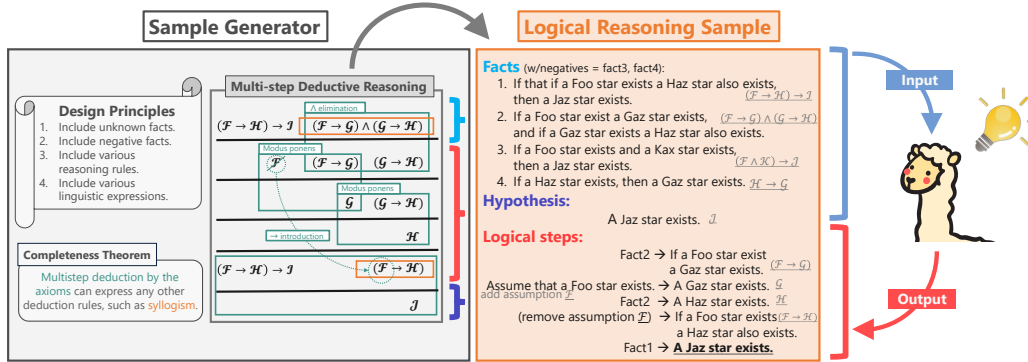 Sample Generator
Design Principles
1. Include unknown facts.
2. Include negative facts.
3. Include various
reasoning rules.
4. Include various
linguistic expressions.
Completeness Theorem
Multistep deduction by the
axioms can express any other
deduction rules, such as syllogism.
Multi-step Deductive Reasoning
∧ elimination
(ℱ → ℋ) → ℐ (ℱ → 𝒢) ∧ (𝒢 → ℋ)
Modus ponens
ℱ (ℱ → 𝒢) (𝒢 → ℋ)
Modus ponens
𝒢 (𝒢 → ℋ)
ℋ
→ introduction
(ℱ → ℋ) → ℐ (ℱ → ℋ)
ℐ
Logical Reasoning Sample
Facts (w/negatives = fact3, fact4):
1. If that if a Foo star exists a Haz star also exists,
then a Jaz star exists. (ℱ → ℋ) → ℐ
2. If a Foo star exist a Gaz star exists, (ℱ → 𝒢) ∧ (𝒢 → ℋ)
and if a Gaz star exists a Haz star also exists.
3. If a Foo star exists and a Kax star exists,
then a Jaz star exists. (ℱ ∧ 𝒦) → ℐ
4. If a Haz star exists, then a Gaz star exists. ℋ → 𝒢
Hypothesis:
A Jaz star exists. ℐ
Logical steps:
Fact2 → If a Foo star exist
a Gaz star exists. (ℱ → 𝒢)
Assume that a Foo star exists. → A Gaz star exists. 𝒢
add assumption ℱ
Fact2 → A Haz star exists. ℋ
(remove assumption ℱ) → If a Foo star exists (ℱ → ℋ)
a Haz star also exists.
Fact1 → A Jaz star exists.
Input
Output